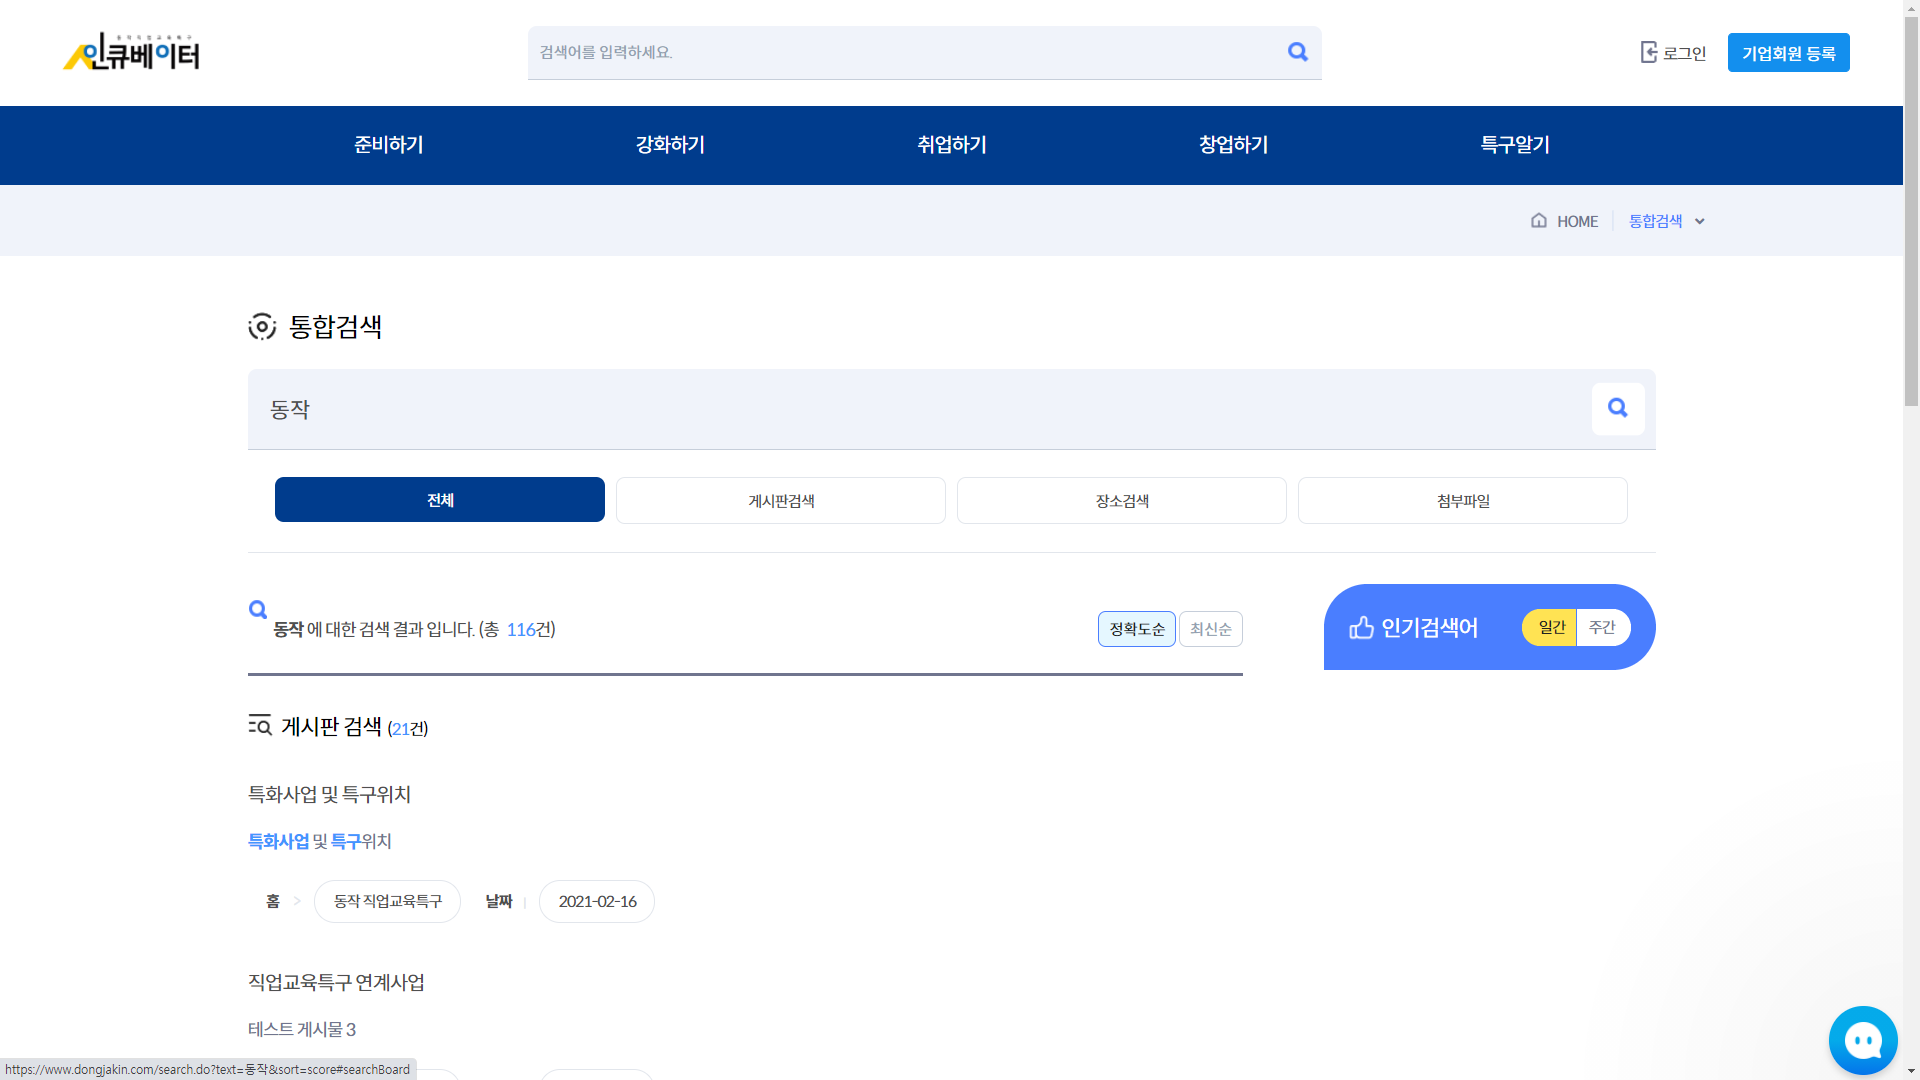 동작직업교육특구
인큐베이터
검색어를 입력하세요.
로그인
기업회원 등록
준비하기
강화하기
취업하기
창업하기
특구알기
HOME
통합검색
통합검색
동작
전체
게시판검색
장소검색
첨부파일
동작 에 대한 검색 결과 입니다. (총 116건)
정확도순
최신순
인기검색어
일간
주간
게시판 검색 (21건)
특화사업 및 특구위치
특화사업 및 특구위치
홈 > 동작 직업교육특구 날짜 | 2021-02-16
직업교육특구 연계사업
테스트 게시물 3
https://www.dongjakin.com/search.do?text=동작&sort=score#searchBoard